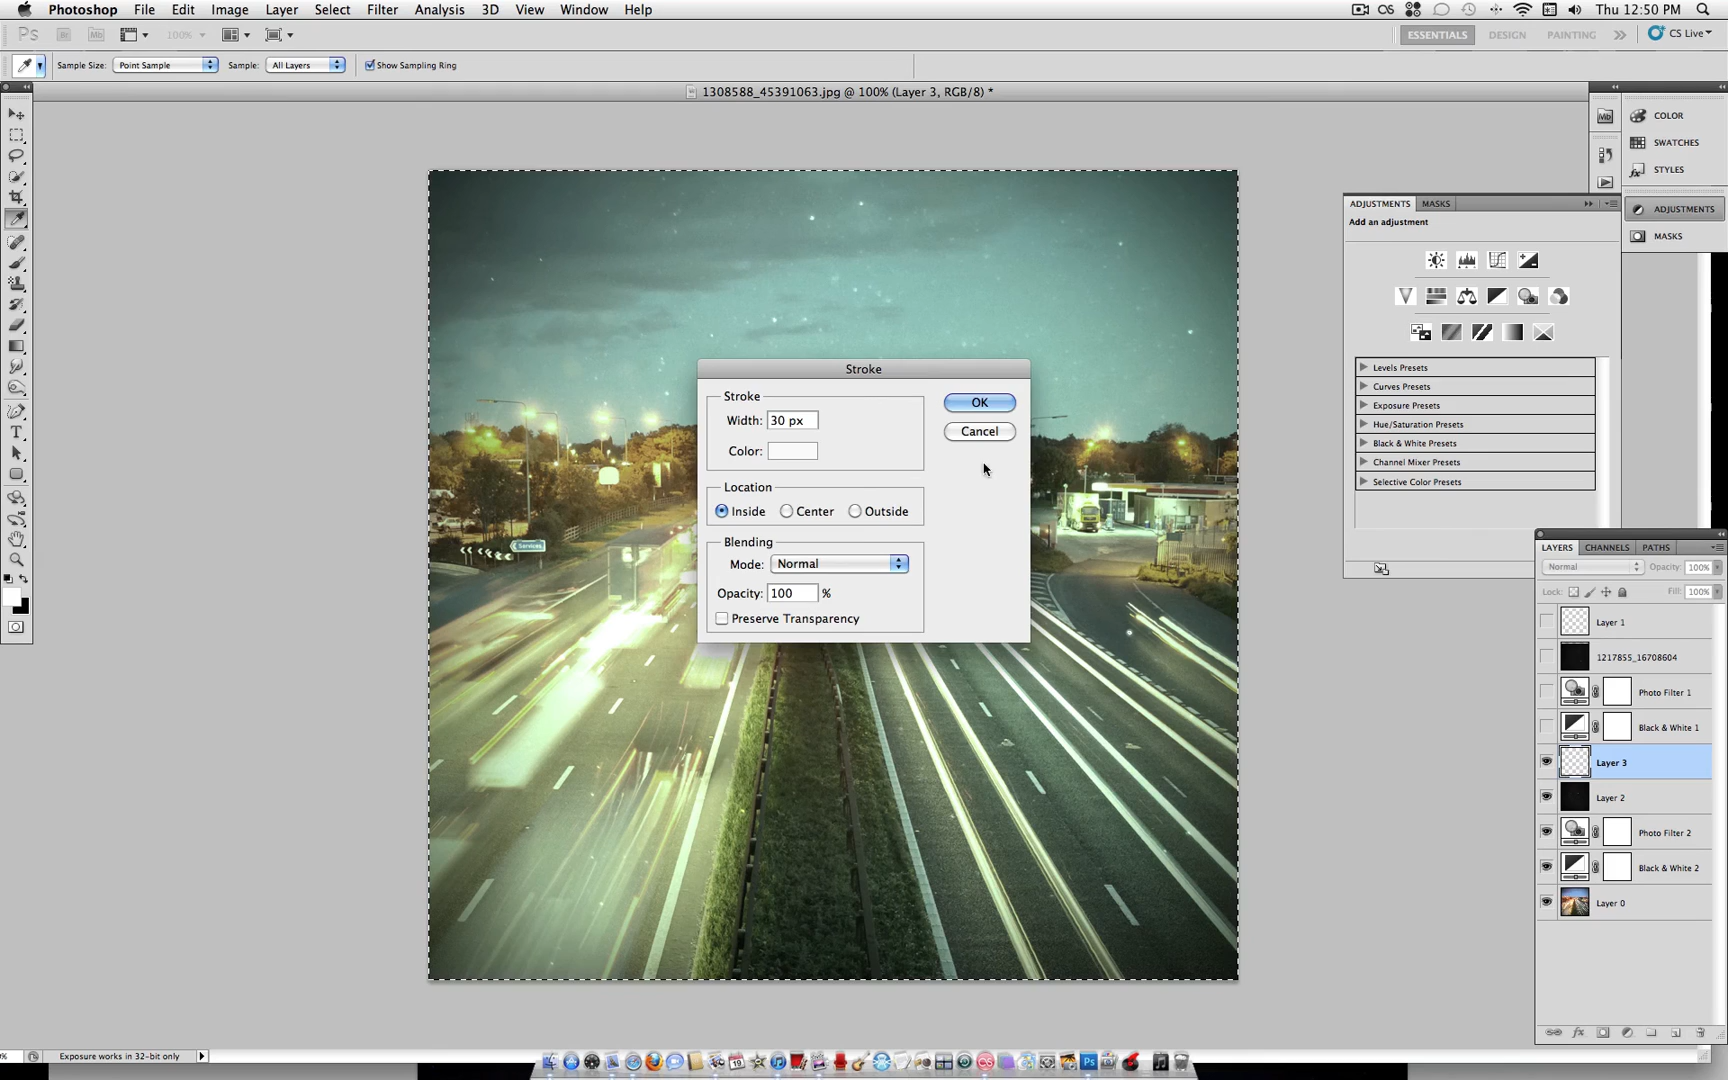 Photoshop File Edit Image Layer Select Filter Analysis 3D View Window Help Thu 12:50 PM
Ps Br Mb 100% ESSENTIALS DESIGN PAINTING CS Live
Sample Size: Point Sample Sample: All Layers Show Sampling Ring
1308588_45391063.jpg @ 100% (Layer 3, RGB/8) *
Mb COLOR
SWATCHES
STYLES
ADJUSTMENTS
MASKS
ADJUSTMENTS MASKS
Add an adjustment
Levels Presets
Curves Presets
Exposure Presets
Hue/Saturation Presets
Black & White Presets
Channel Mixer Presets
Selective Color Presets
Stroke
Stroke
Width: 30 px
Color:
OK
Cancel
Location
Inside Center Outside
Blending
Mode: Normal
Opacity: 100 %
Preserve Transparency
Services
LAYERS CHANNELS PATHS
Normal Opacity: 100%
Lock: Fill: 100%
Layer 1
1217855_16708604
Photo Filter 1
Black & White 1
Layer 3
Layer 2
Photo Filter 2
Black & White 2
Layer 0
Exposure works in 32-bit only